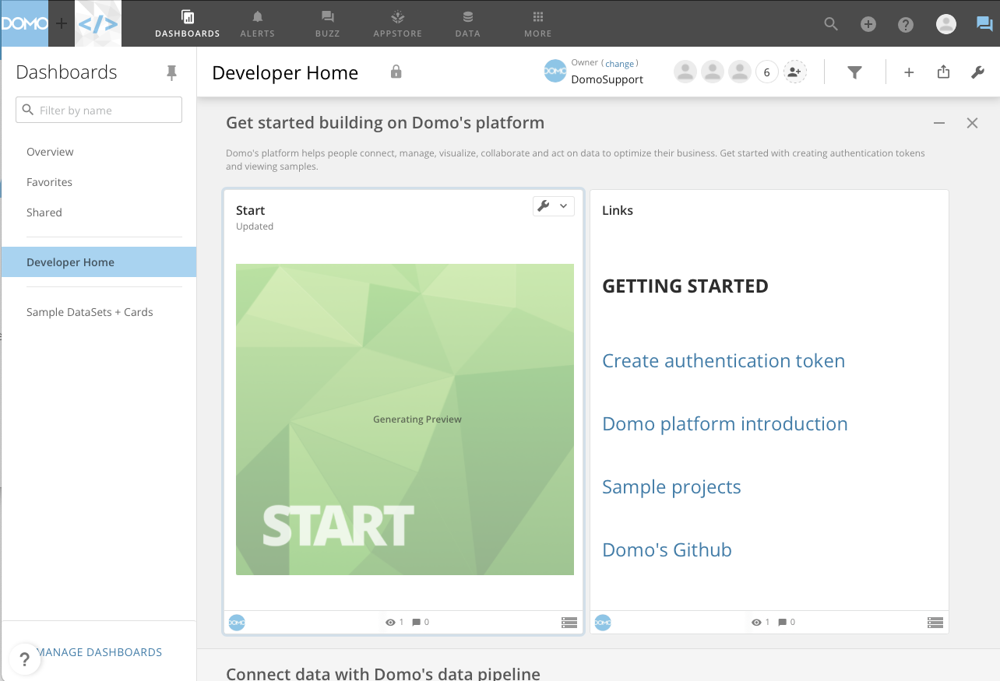 DOMO
</>
DASHBOARDS
ALERTS
BUZZ
APPSTORE
DATA
MORE
Dashboards
Filter by name
Overview
Favorites
Shared
Developer Home
Sample DataSets + Cards
MANAGE DASHBOARDS
?
Developer Home
Owner (change)
DomoSupport
6
Get started building on Domo's platform
Domo's platform helps people connect, manage, visualize, collaborate and act on data to optimize their business. Get started with creating authentication tokens
and viewing samples.
Start
Updated
Generating Preview
START
DOMO
1
0
Links
GETTING STARTED
Create authentication token
Domo platform introduction
Sample projects
Domo's Github
DOMO
1
0
Connect data with Domo's data pipeline